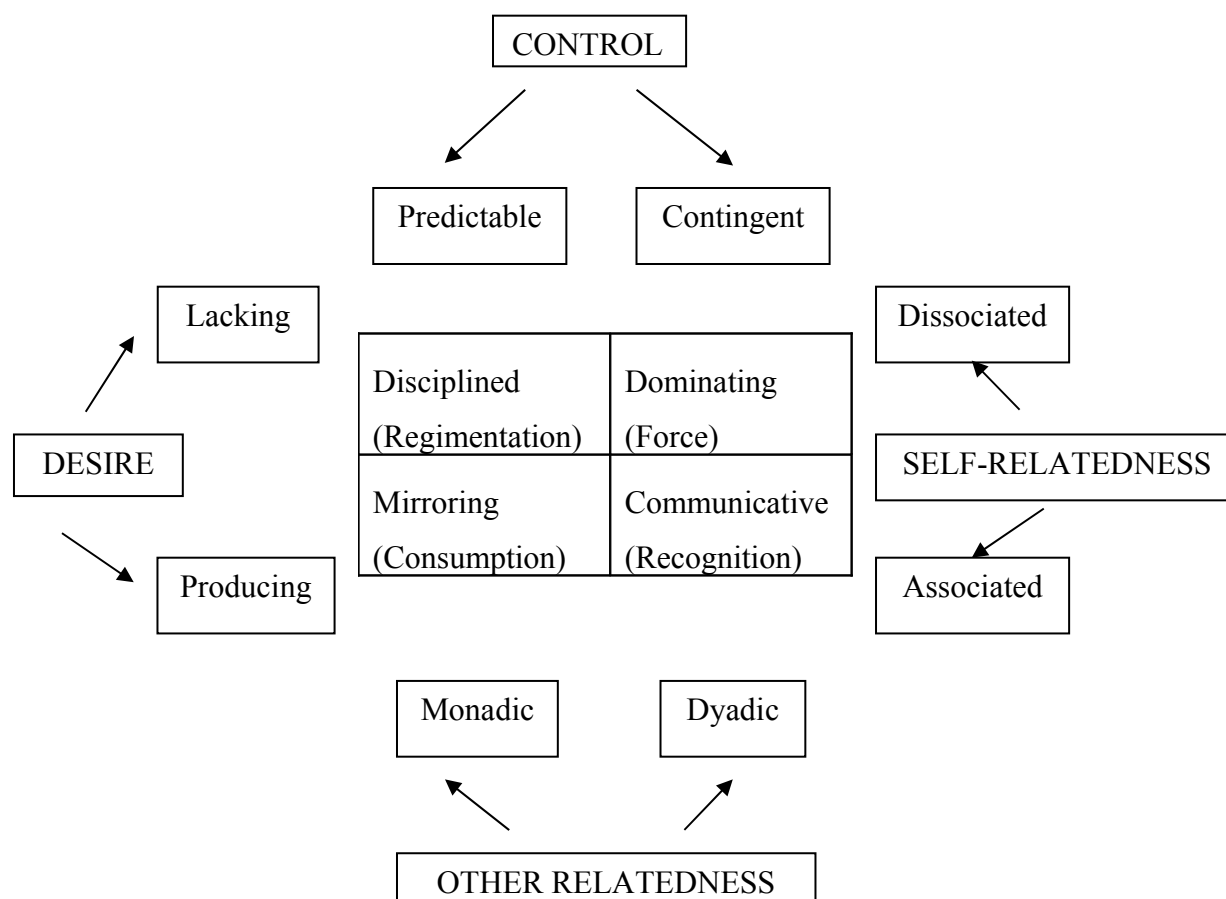 CONTROL
Predictable
Contingent
Lacking
Dissociated
Disciplined
(Regimentation)
Dominating
(Force)
DESIRE
SELF-RELATEDNESS
Mirroring
(Consumption)
Communicative
(Recognition)
Producing
Associated
Monadic
Dyadic
OTHER RELATEDNESS